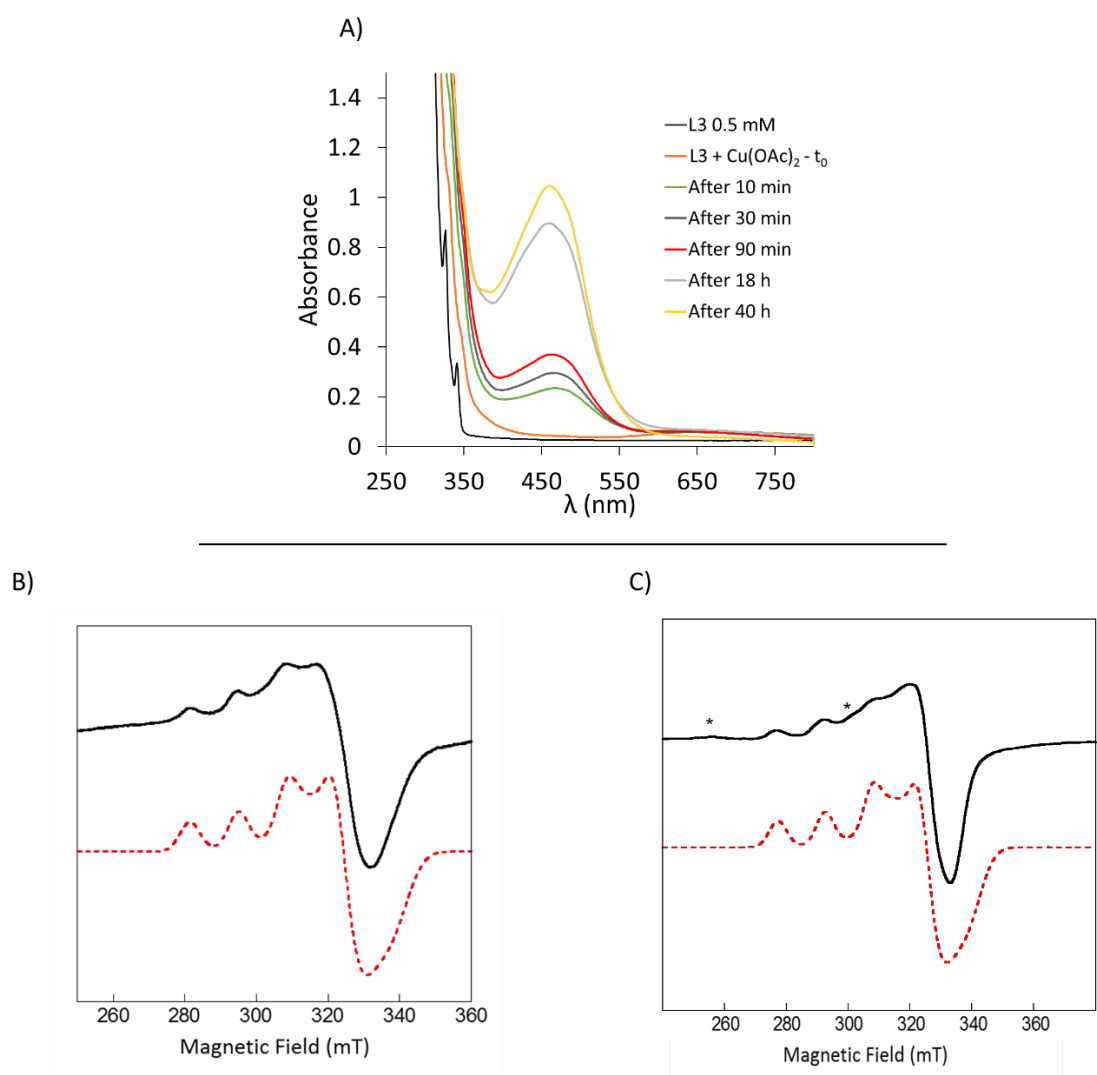 A)
1.4
1.2
1
0.8
0.6
0.4
0.2
0
Absorbance
250 350 450 550 650 750
λ (nm)
L3 0.5 mM
L3 + Cu(OAc)₂ - t₀
After 10 min
After 30 min
After 90 min
After 18 h
After 40 h
B)
260 280 300 320 340 360
Magnetic Field (mT)
C)
* *
260 280 300 320 340
Magnetic Field (mT)